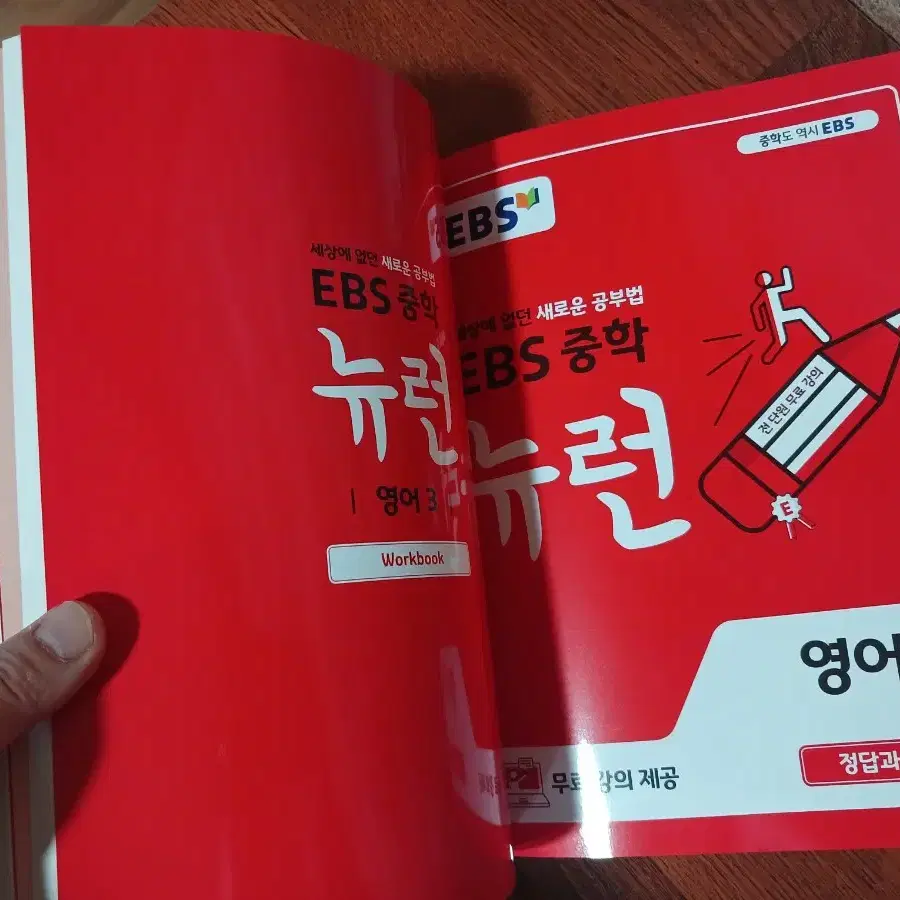 세상에 없던 새로운 공부법
EBS 중학
뉴런
영어 3
Workbook
중학도 역시 EBS
EBS
세상에 없던 새로운 공부법
EBS 중학
뉴런
전 단원 무료 강의
E
영어
정답과
무료 강의 제공